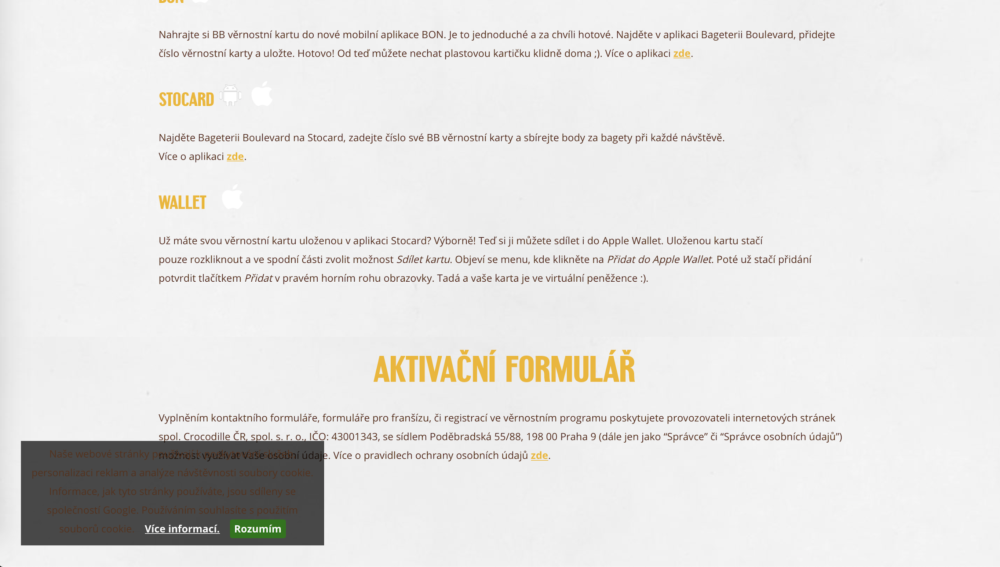 BON
Nahrajte si BB věrnostní kartu do nové mobilní aplikace BON. Je to jednoduché a za chvíli hotové. Najděte v aplikaci Bageterii Boulevard, přidejte
číslo věrnostní karty a uložte. Hotovo! Od teď můžete nechat plastovou kartičku klidně doma ;). Více o aplikaci zde.
STOCARD
Najděte Bageterii Boulevard na Stocard, zadejte číslo své BB věrnostní karty a sbírejte body za bagety při každé návštěvě.
Více o aplikaci zde.
WALLET
Už máte svou věrnostní kartu uloženou v aplikaci Stocard? Výborně! Teď si ji můžete sdílet i do Apple Wallet. Uloženou kartu stačí
pouze rozkliknout a ve spodní části zvolit možnost Sdílet kartu. Objeví se menu, kde klikněte na Přidat do Apple Wallet. Poté už stačí přidání
potvrdit tlačítkem Přidat v pravém horním rohu obrazovky. Tadá a vaše karta je ve virtuální peněžence :).
AKTIVAČNÍ FORMULÁŘ
Vyplněním kontaktního formuláře, formuláře pro franšízu, či registrací ve věrnostním programu poskytujete provozovateli internetových stránek
spol. Crocodille ČR, spol. s. r. o., IČO: 43001343, se sídlem Poděbradská 55/88, 198 00 Praha 9 (dále jen jako “Správce” či “Správce osobních údajů”)
možnost využívat Vaše osobní údaje. Více o pravidlech ochrany osobních údajů zde.
Naše webové stránky používají k poskytování služeb,
personalizaci reklam a analýze návštěvnosti soubory cookie.
Informace, jak tyto stránky používáte, jsou sdíleny se
společností Google. Používáním souhlasíte s použitím
souborů cookie. Více informací. Rozumím